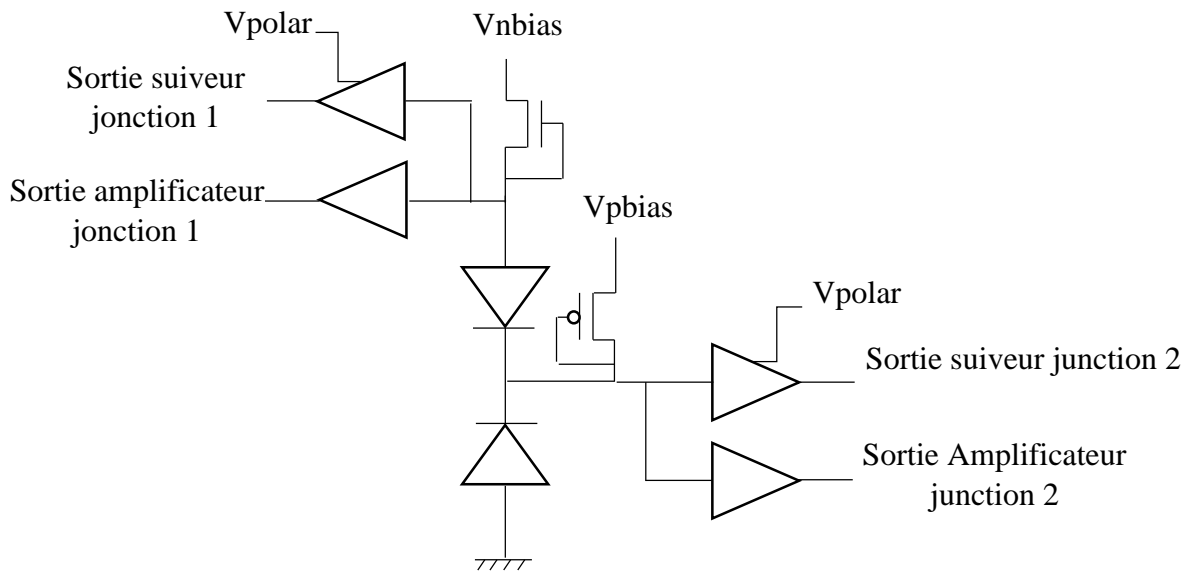 Vpolar
Vnbias
Sortie suiveur
jonction 1
Sortie amplificateur
jonction 1
Vpbias
Vpolar
Sortie suiveur junction 2
Sortie Amplificateur
junction 2